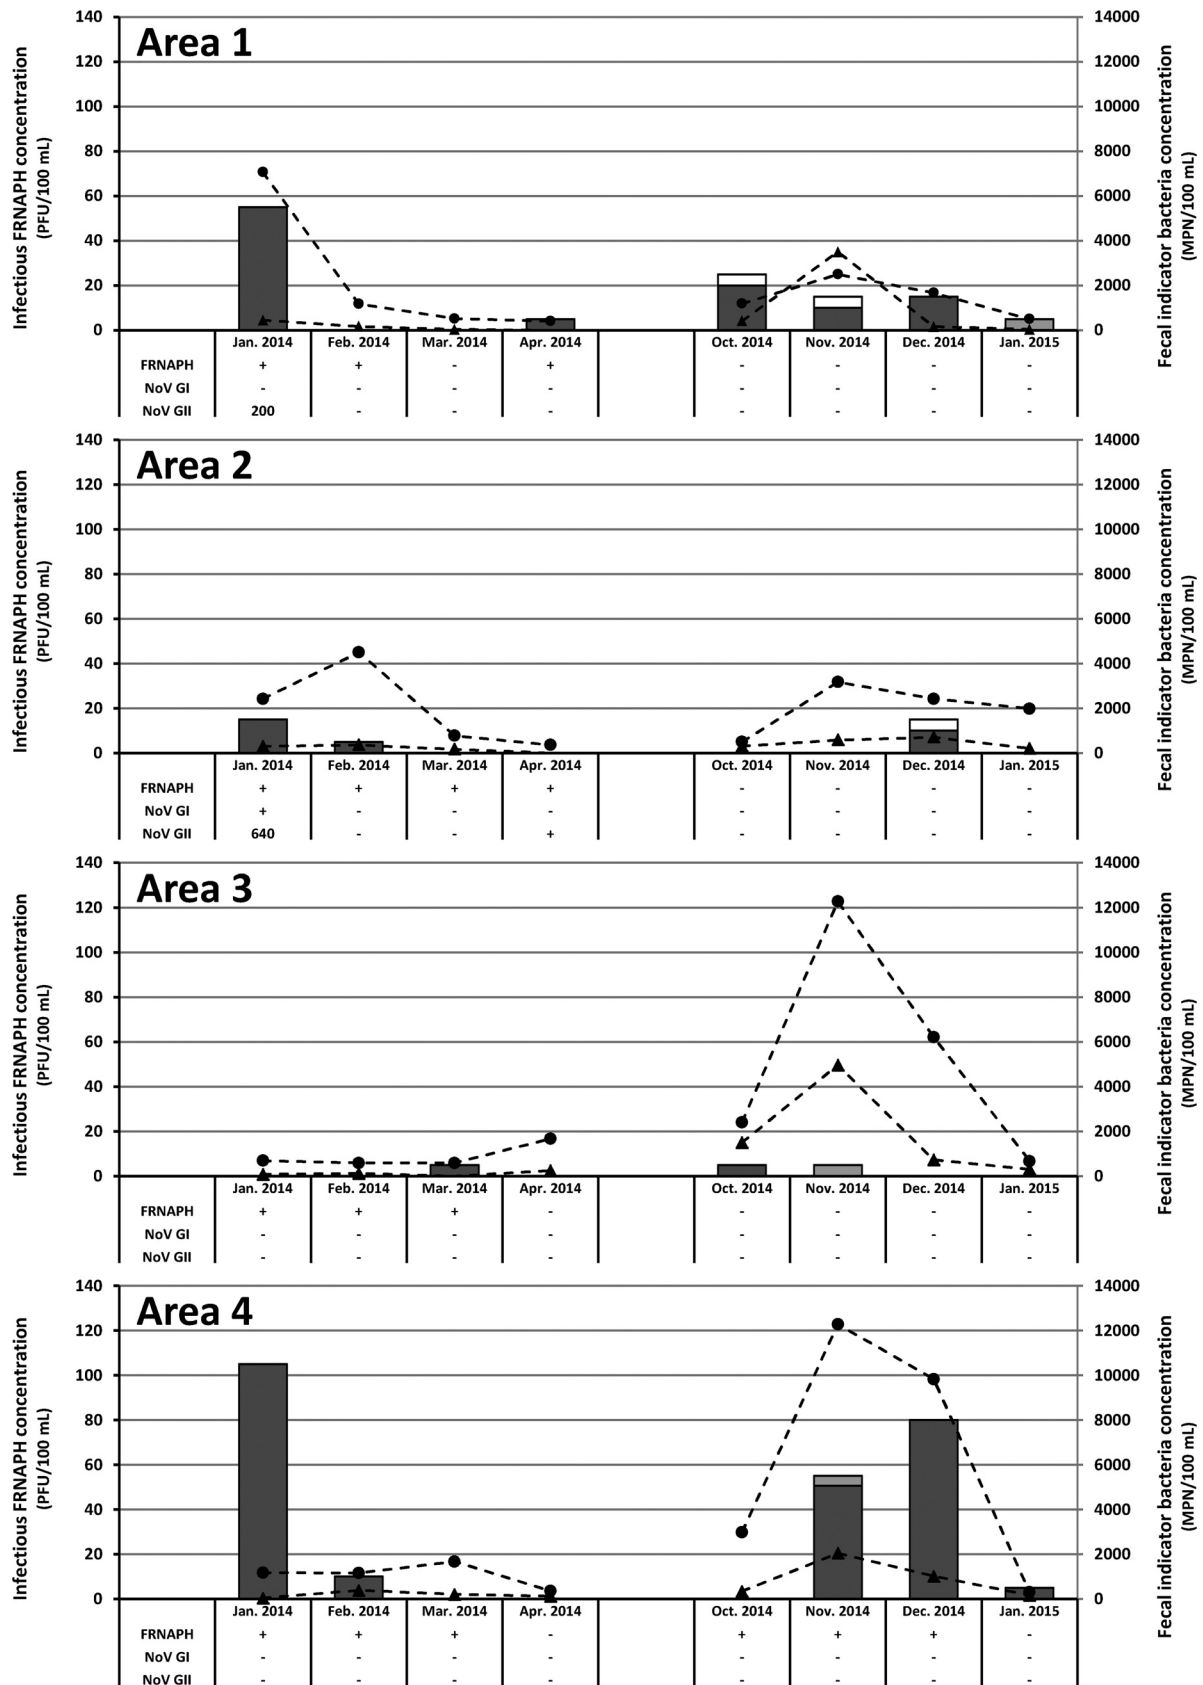 Area 1
Infectious FRNAPH concentration
(PFU/100 mL)
Fecal indicator bacteria concentration
(MPN/100 mL)
140 14000
120 12000
100 10000
80 8000
60 6000
40 4000
20 2000
0 0
Jan. 2014 Feb. 2014 Mar. 2014 Apr. 2014 Oct. 2014 Nov. 2014 Dec. 2014 Jan. 2015
FRNAPH + + - + - - - -
NoV GI - - - - - - - -
NoV GII 200 - - - - - - -
Area 2
Infectious FRNAPH concentration
(PFU/100 mL)
Fecal indicator bacteria concentration
(MPN/100 mL)
140 14000
120 12000
100 10000
80 8000
60 6000
40 4000
20 2000
0 0
Jan. 2014 Feb. 2014 Mar. 2014 Apr. 2014 Oct. 2014 Nov. 2014 Dec. 2014 Jan. 2015
FRNAPH + + + + - - - -
NoV GI + - - - - - - -
NoV GII 640 - - + - - - -
Area 3
Infectious FRNAPH concentration
(PFU/100 mL)
Fecal indicator bacteria concentration
(MPN/100 mL)
140 14000
120 12000
100 10000
80 8000
60 6000
40 4000
20 2000
0 0
Jan. 2014 Feb. 2014 Mar. 2014 Apr. 2014 Oct. 2014 Nov. 2014 Dec. 2014 Jan. 2015
FRNAPH + + + - - - - -
NoV GI - - - - - - - -
NoV GII - - - - - - - -
Area 4
Infectious FRNAPH concentration
(PFU/100 mL)
Fecal indicator bacteria concentration
(MPN/100 mL)
140 14000
120 12000
100 10000
80 8000
60 6000
40 4000
20 2000
0 0
Jan. 2014 Feb. 2014 Mar. 2014 Apr. 2014 Oct. 2014 Nov. 2014 Dec. 2014 Jan. 2015
FRNAPH + + + - + + + -
NoV GI - - - - - - - -
NoV GII - - - - - - - -